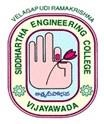 VELAGAPUDI RAMAKRISHNA
SIDDHARTHA ENGINEERING COLLEGE
VIJAYAWADA